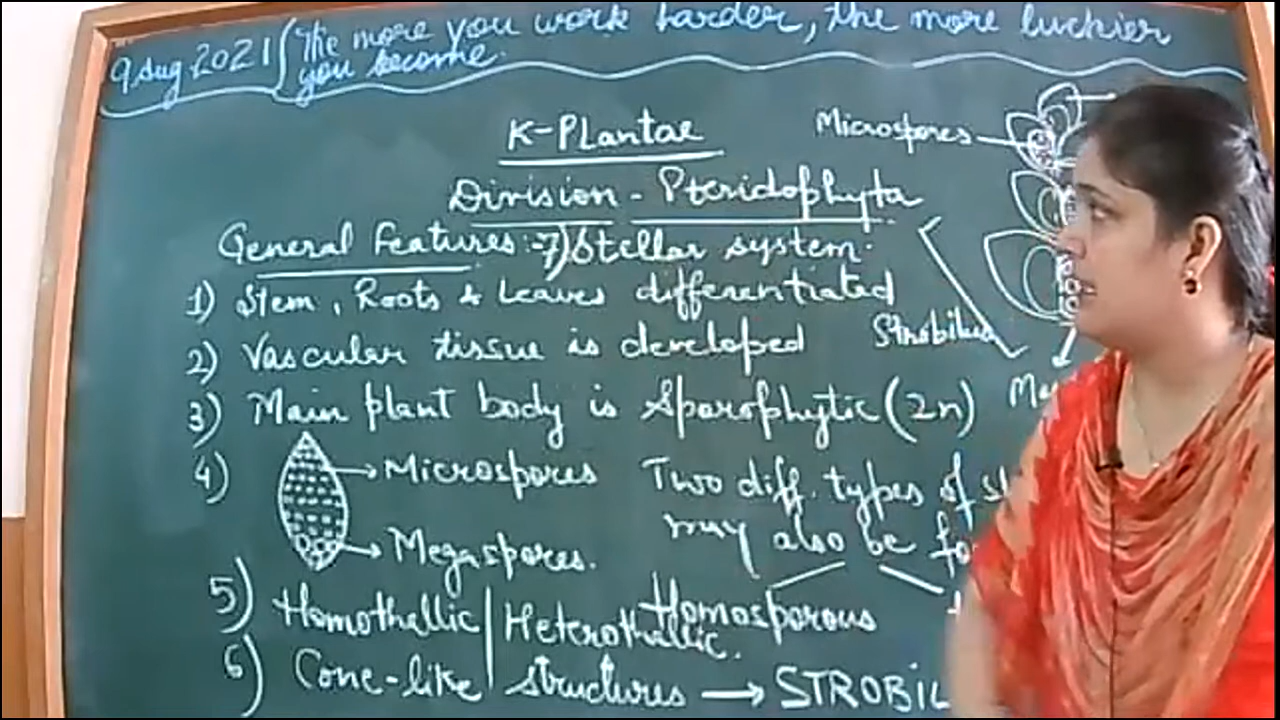 9 Aug 2021 The more you work harder, the more luckier
you become.
K-Plantae
Microspores
Division - Pteridophyta
General Features:- 7) Stellar system.
1) Stem, Roots & Leaves differentiated
Strobilus
2) Vascular tissue is developed
3) Main plant body is Sporophytic (2n)
4) Microspores Two diff. types of
may also be
Megaspores.
5) Homothallic | Heterothallic. Homosporous
6) Cone-like structures → STROBIL